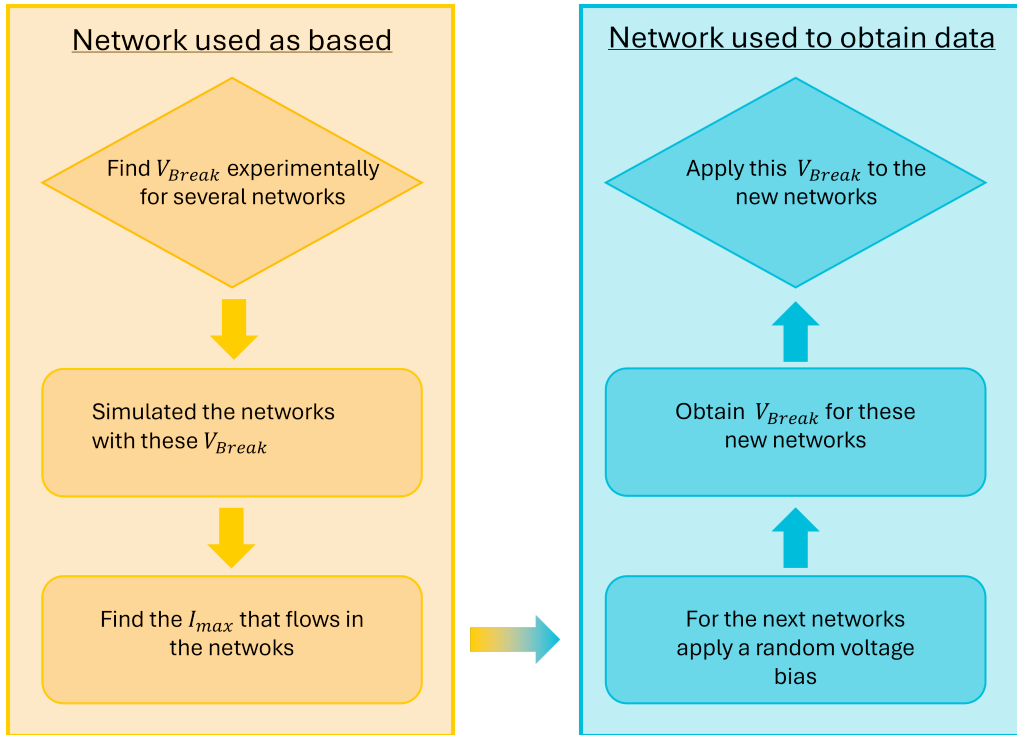 Network used as based
Find V_Break experimentally
for several networks
Simulated the networks
with these V_Break
Find the I_max that flows in
the netwoks
Network used to obtain data
Apply this V_Break to the
new networks
Obtain V_Break for these
new networks
For the next networks
apply a random voltage
bias